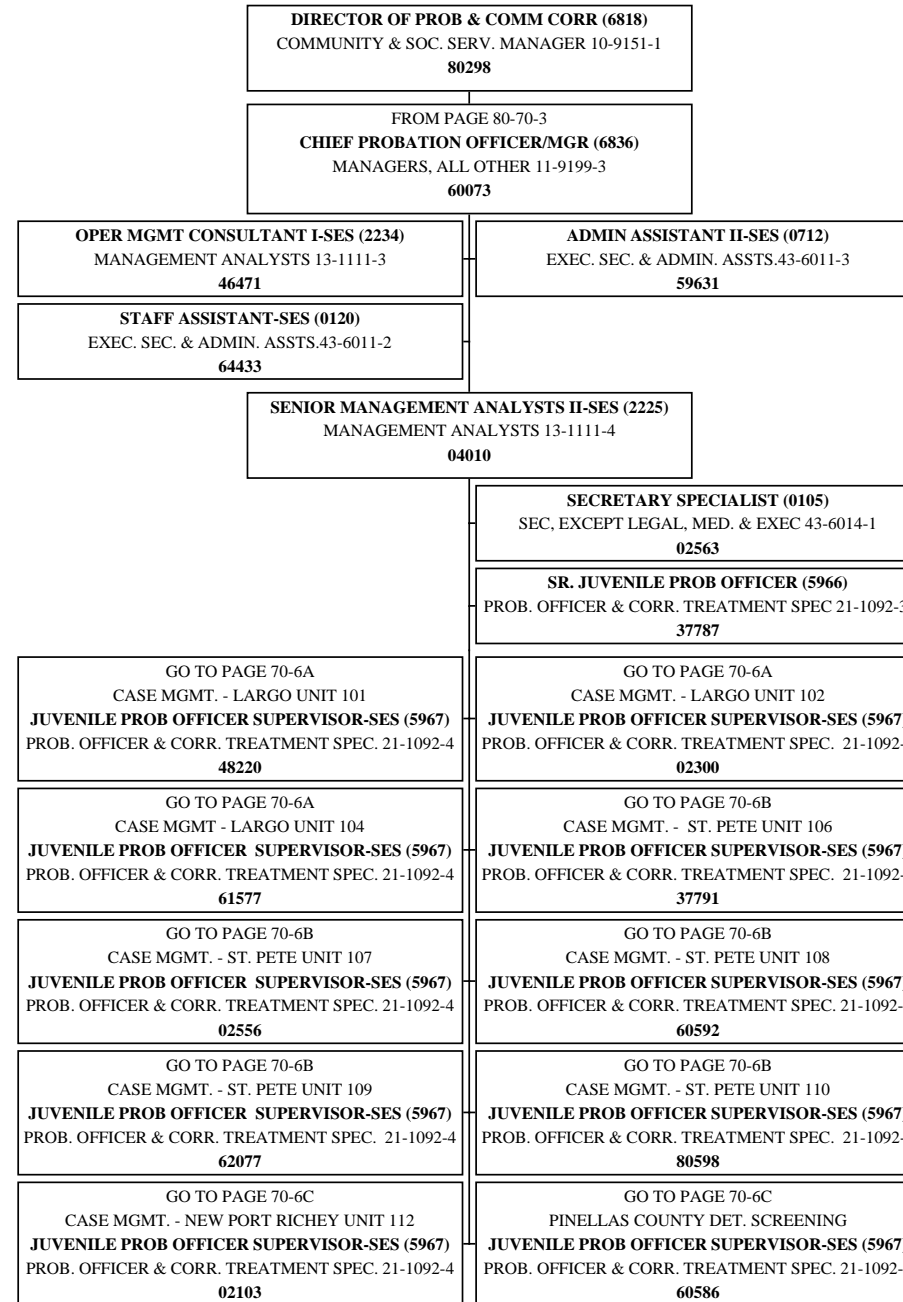 DIRECTOR OF PROB & COMM CORR (6818)
COMMUNITY & SOC. SERV. MANAGER 10-9151-1
80298
FROM PAGE 80-70-3
CHIEF PROBATION OFFICER/MGR (6836)
MANAGERS, ALL OTHER 11-9199-3
60073
OPER MGMT CONSULTANT I-SES (2234)
MANAGEMENT ANALYSTS 13-1111-3
46471
ADMIN ASSISTANT II-SES (0712)
EXEC. SEC. & ADMIN. ASSTS.43-6011-3
59631
STAFF ASSISTANT-SES (0120)
EXEC. SEC. & ADMIN. ASSTS.43-6011-2
64433
SENIOR MANAGEMENT ANALYSTS II-SES (2225)
MANAGEMENT ANALYSTS 13-1111-4
04010
SECRETARY SPECIALIST (0105)
SEC, EXCEPT LEGAL, MED. & EXEC 43-6014-1
02563
SR. JUVENILE PROB OFFICER (5966)
PROB. OFFICER & CORR. TREATMENT SPEC 21-1092-3
37787
GO TO PAGE 70-6A
CASE MGMT. - LARGO UNIT 101
JUVENILE PROB OFFICER SUPERVISOR-SES (5967)
PROB. OFFICER & CORR. TREATMENT SPEC. 21-1092-4
48220
GO TO PAGE 70-6A
CASE MGMT. - LARGO UNIT 102
JUVENILE PROB OFFICER SUPERVISOR-SES (5967)
PROB. OFFICER & CORR. TREATMENT SPEC. 21-1092-
02300
GO TO PAGE 70-6A
CASE MGMT - LARGO UNIT 104
JUVENILE PROB OFFICER SUPERVISOR-SES (5967)
PROB. OFFICER & CORR. TREATMENT SPEC. 21-1092-4
61577
GO TO PAGE 70-6B
CASE MGMT. - ST. PETE UNIT 106
JUVENILE PROB OFFICER SUPERVISOR-SES (5967)
PROB. OFFICER & CORR. TREATMENT SPEC. 21-1092-
37791
GO TO PAGE 70-6B
CASE MGMT. - ST. PETE UNIT 107
JUVENILE PROB OFFICER SUPERVISOR-SES (5967)
PROB. OFFICER & CORR. TREATMENT SPEC. 21-1092-4
02556
GO TO PAGE 70-6B
CASE MGMT. - ST. PETE UNIT 108
JUVENILE PROB OFFICER SUPERVISOR-SES (5967)
PROB. OFFICER & CORR. TREATMENT SPEC. 21-1092-
60592
GO TO PAGE 70-6B
CASE MGMT. - ST. PETE UNIT 109
JUVENILE PROB OFFICER SUPERVISOR-SES (5967)
PROB. OFFICER & CORR. TREATMENT SPEC. 21-1092-4
62077
GO TO PAGE 70-6B
CASE MGMT. - ST. PETE UNIT 110
JUVENILE PROB OFFICER SUPERVISOR-SES (5967)
PROB. OFFICER & CORR. TREATMENT SPEC. 21-1092-
80598
GO TO PAGE 70-6C
CASE MGMT. - NEW PORT RICHEY UNIT 112
JUVENILE PROB OFFICER SUPERVISOR-SES (5967)
PROB. OFFICER & CORR. TREATMENT SPEC. 21-1092-4
02103
GO TO PAGE 70-6C
PINELLAS COUNTY DET. SCREENING
JUVENILE PROB OFFICER SUPERVISOR-SES (5967)
PROB. OFFICER & CORR. TREATMENT SPEC. 21-1092-
60586